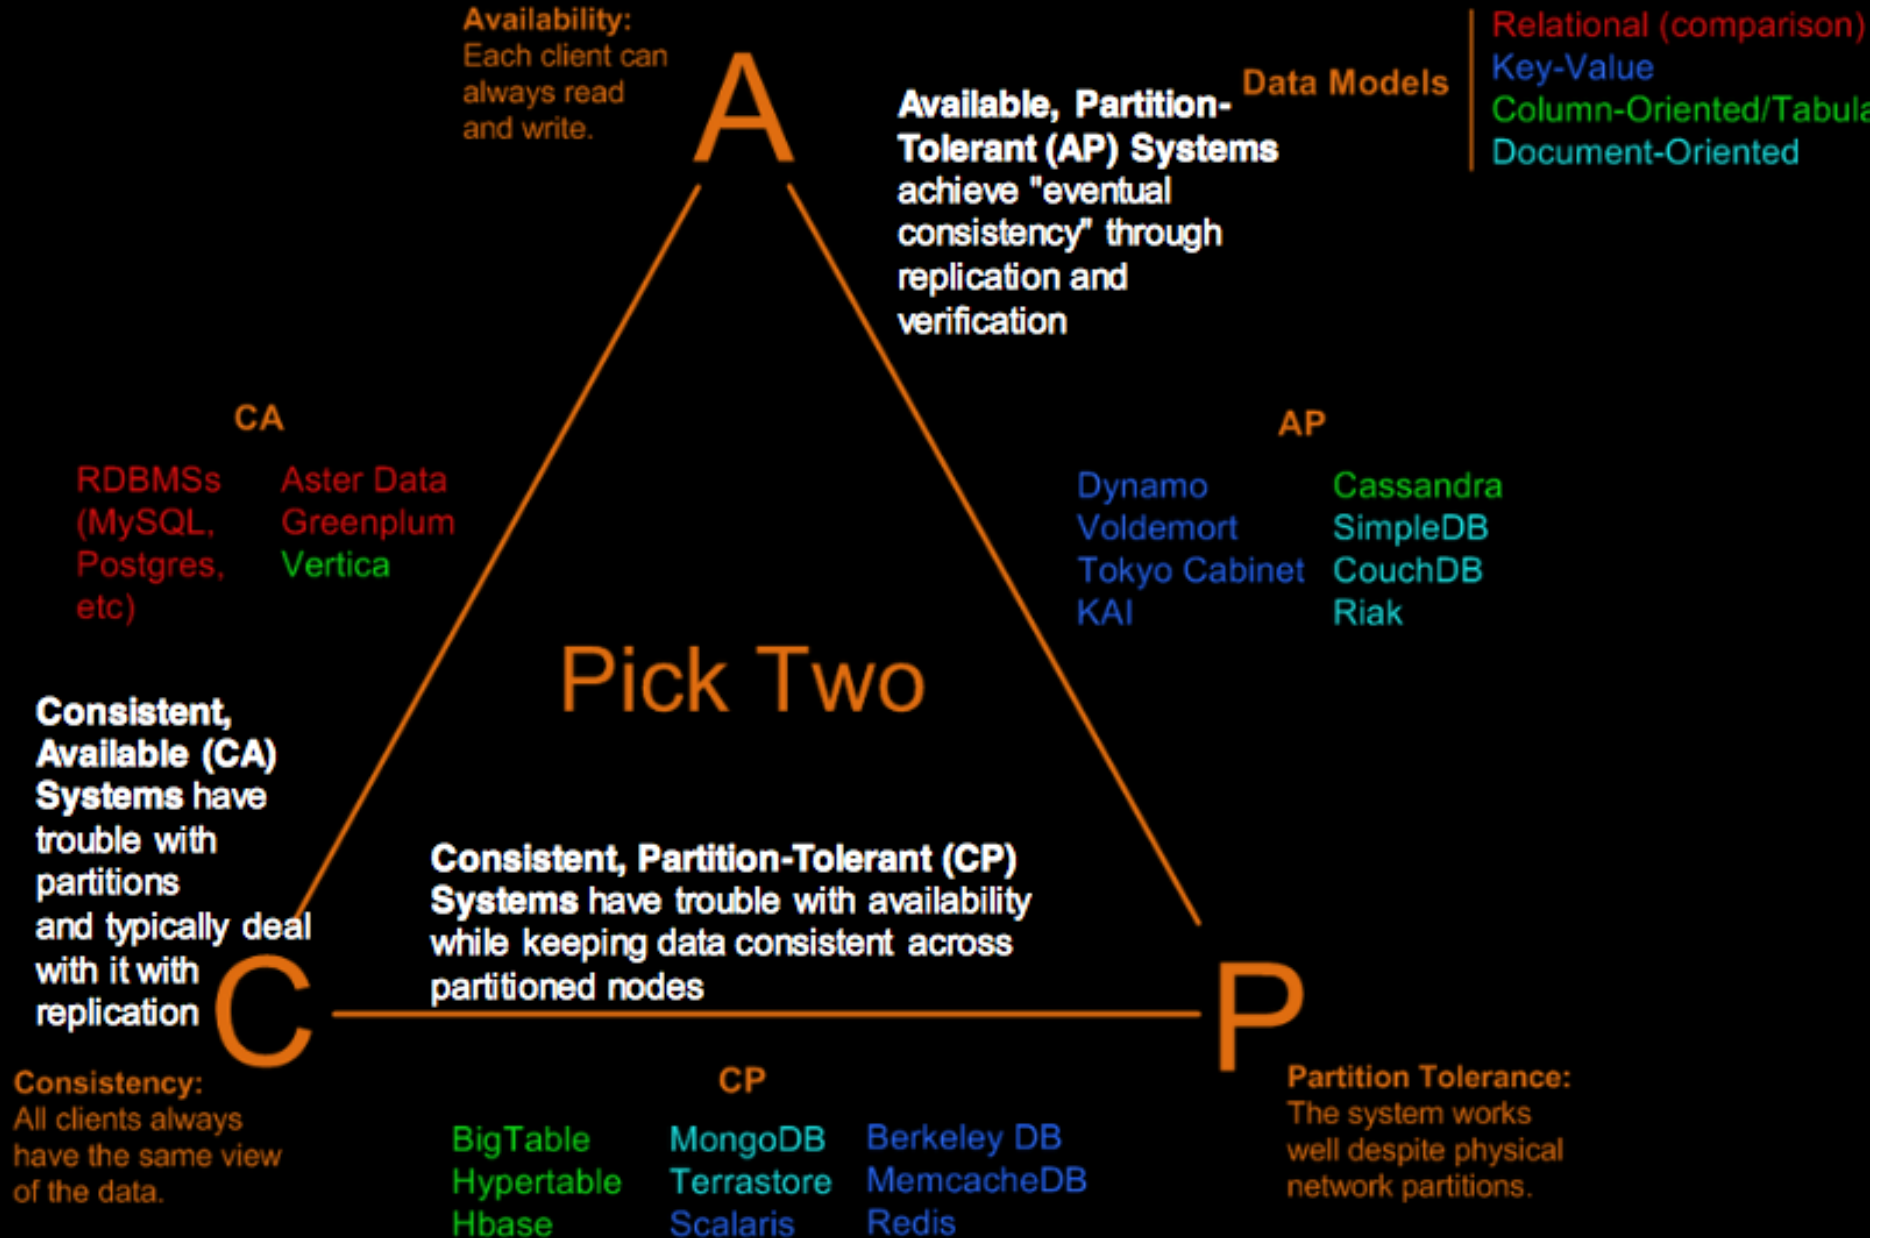 Availability:
Each client can
always read
and write.
A
Available, Partition-
Tolerant (AP) Systems
achieve "eventual
consistency" through
replication and
verification
Data Models
Relational (comparison)
Key-Value
Column-Oriented/Tabula
Document-Oriented
CA
RDBMSs
(MySQL,
Postgres,
etc)
Aster Data
Greenplum
Vertica
AP
Dynamo
Voldemort
Tokyo Cabinet
KAI
Cassandra
SimpleDB
CouchDB
Riak
Pick Two
Consistent,
Available (CA)
Systems have
trouble with
partitions
and typically deal
with it with
replication
C
Consistent, Partition-Tolerant (CP)
Systems have trouble with availability
while keeping data consistent across
partitioned nodes
P
Consistency:
All clients always
have the same view
of the data.
CP
BigTable
Hypertable
Hbase
MongoDB
Terrastore
Scalaris
Berkeley DB
MemcacheDB
Redis
Partition Tolerance:
The system works
well despite physical
network partitions.